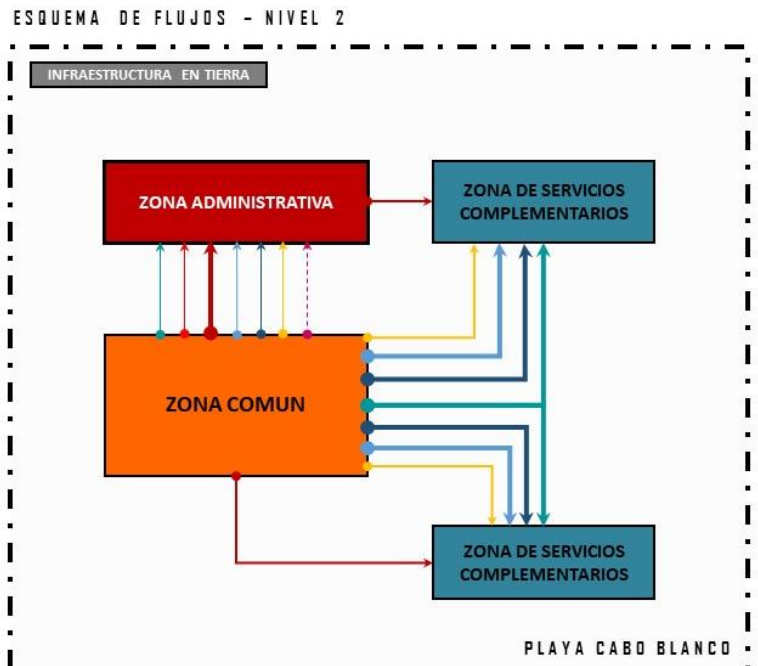 ESQUEMA DE FLUJOS - NIVEL 2
INFRAESTRUCTURA EN TIERRA
ZONA ADMINISTRATIVA
ZONA DE SERVICIOS
COMPLEMENTARIOS
ZONA COMUN
ZONA DE SERVICIOS
COMPLEMENTARIOS
PLAYA CABO BLANCO